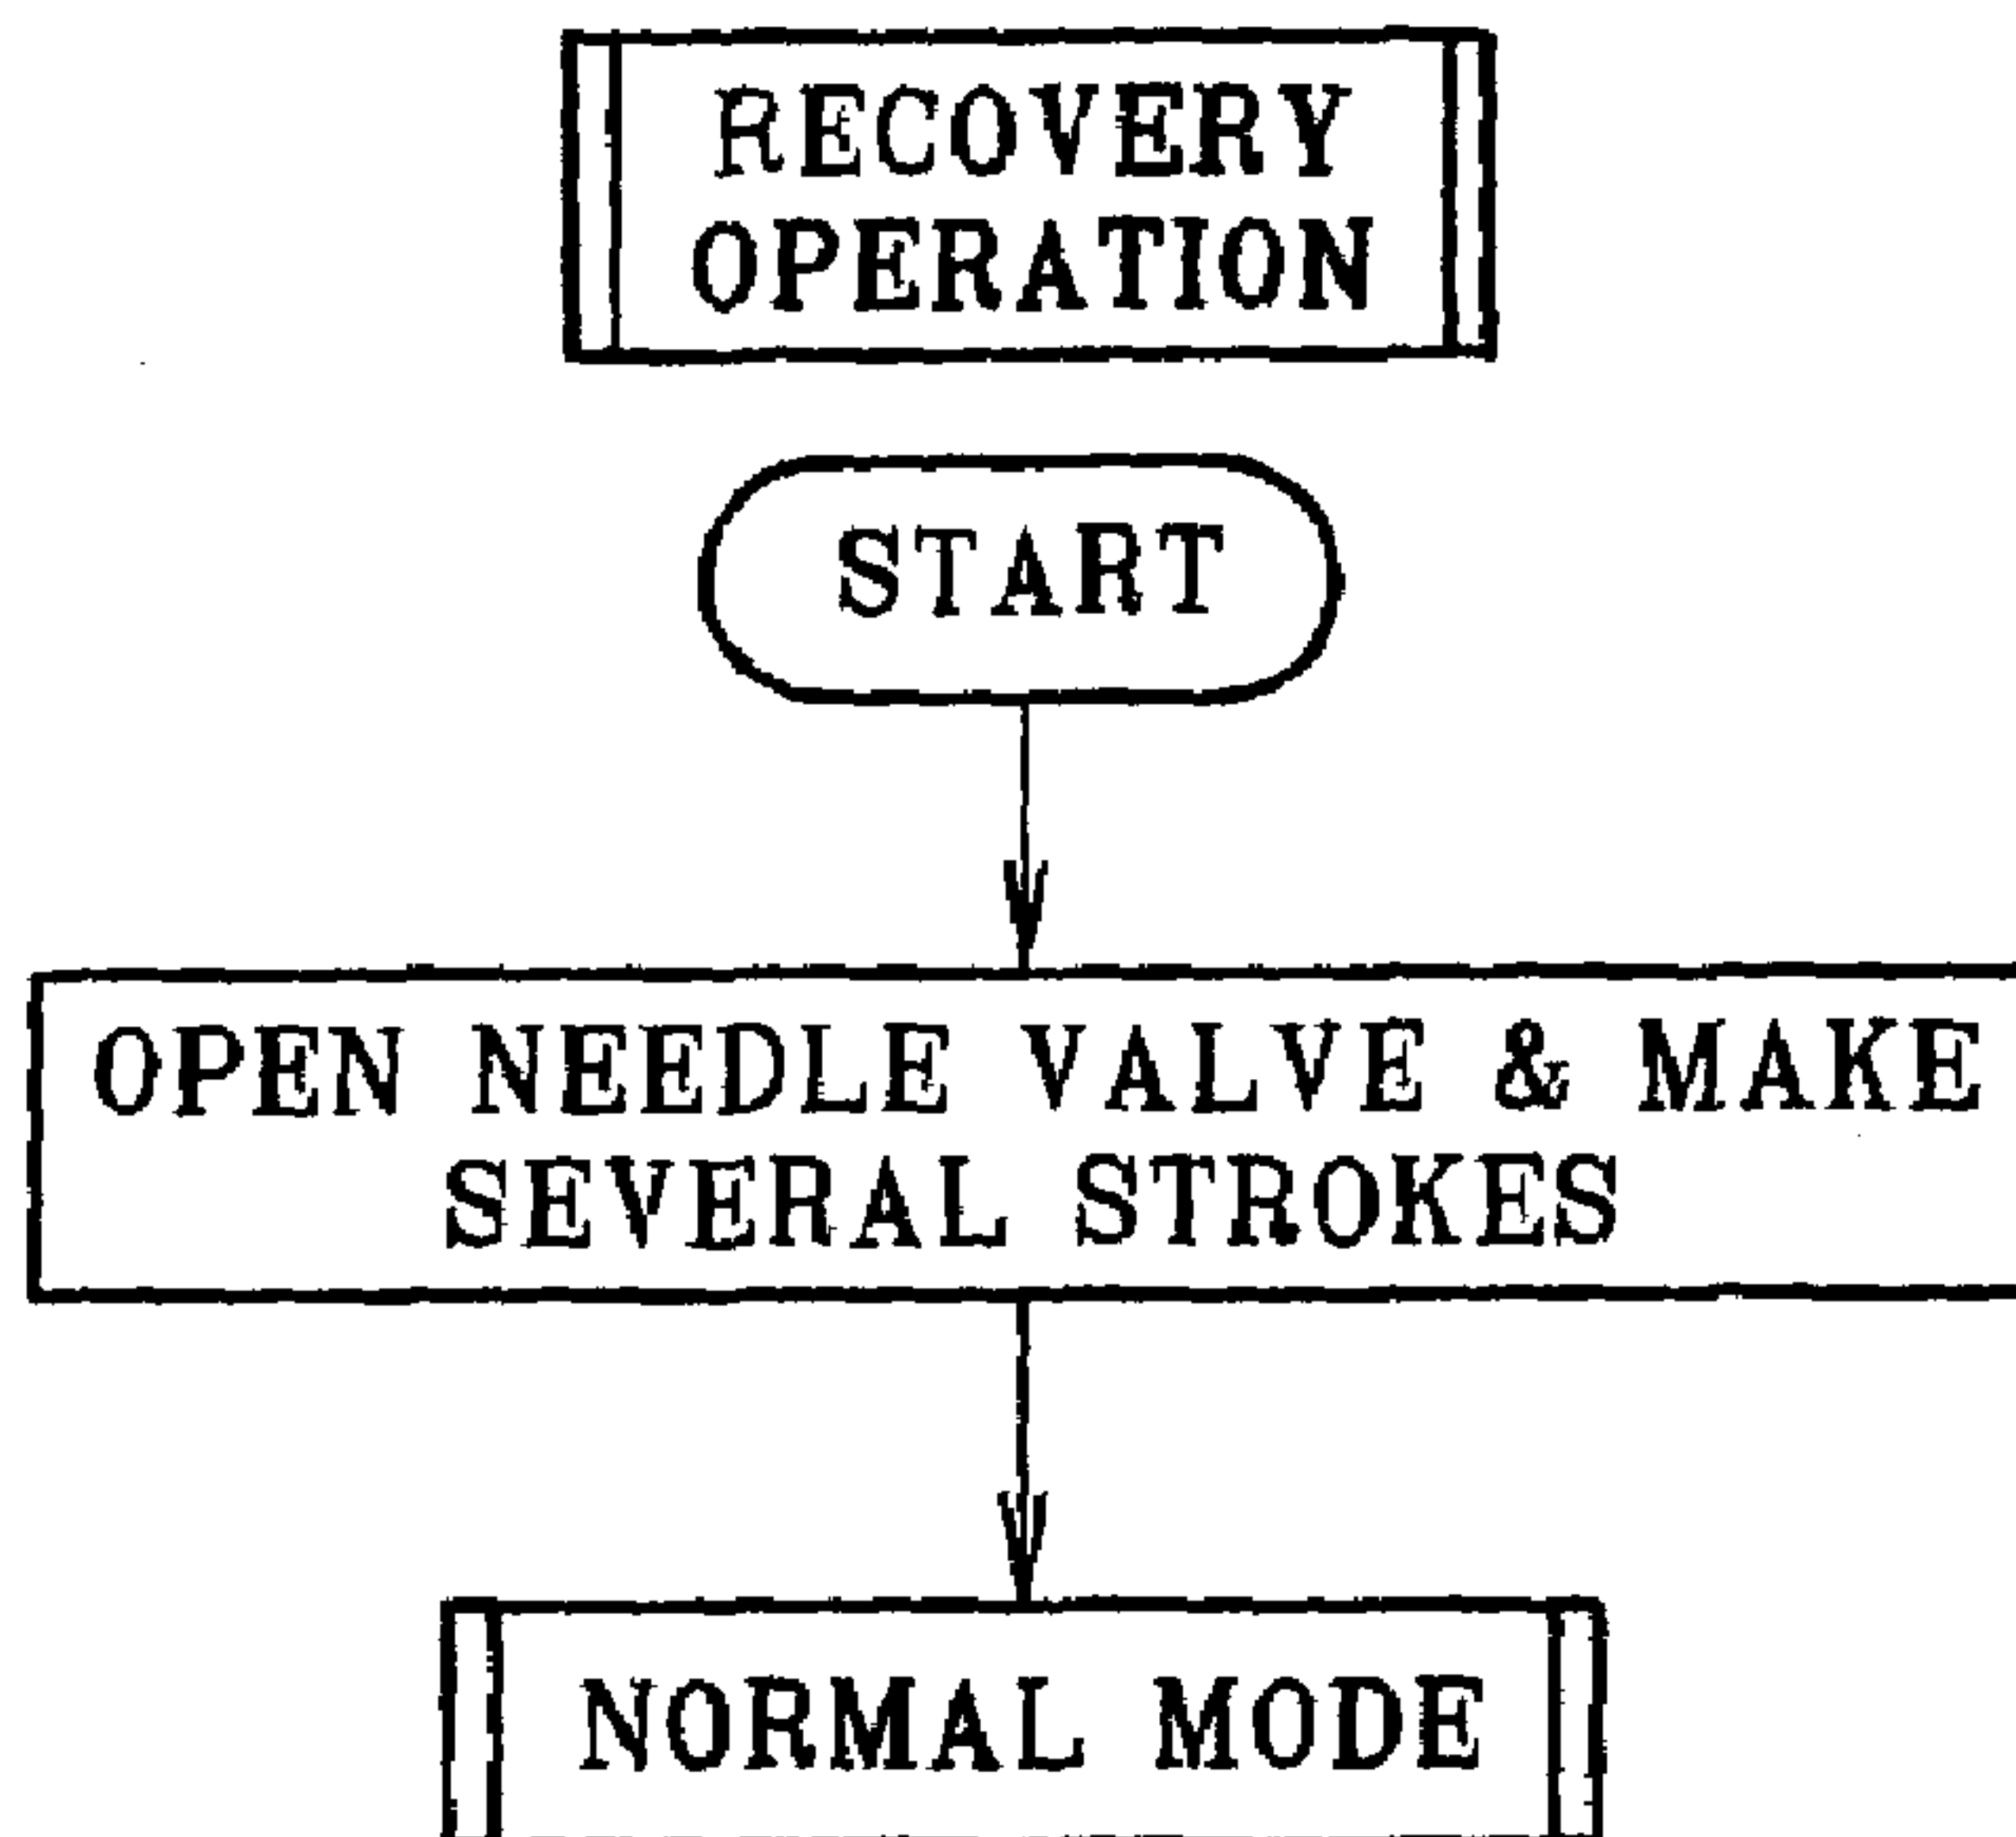 RECOVERY
OPERATION
START
OPEN NEEDLE VALVE & MAKE
SEVERAL STROKES
NORMAL MODE